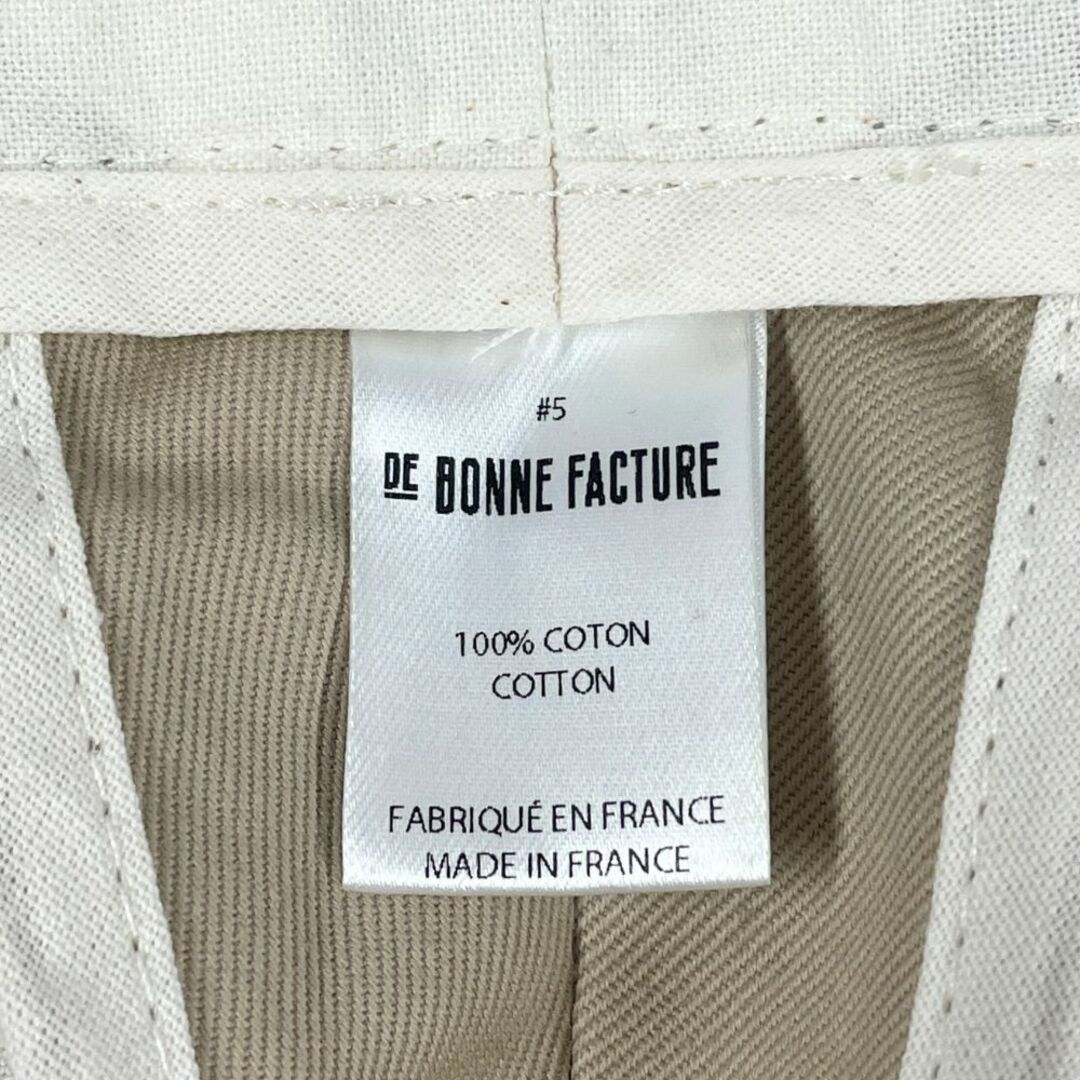 #5
DE BONNE FACTURE
100% COTON
COTTON
FABRIQUÉ EN FRANCE
MADE IN FRANCE